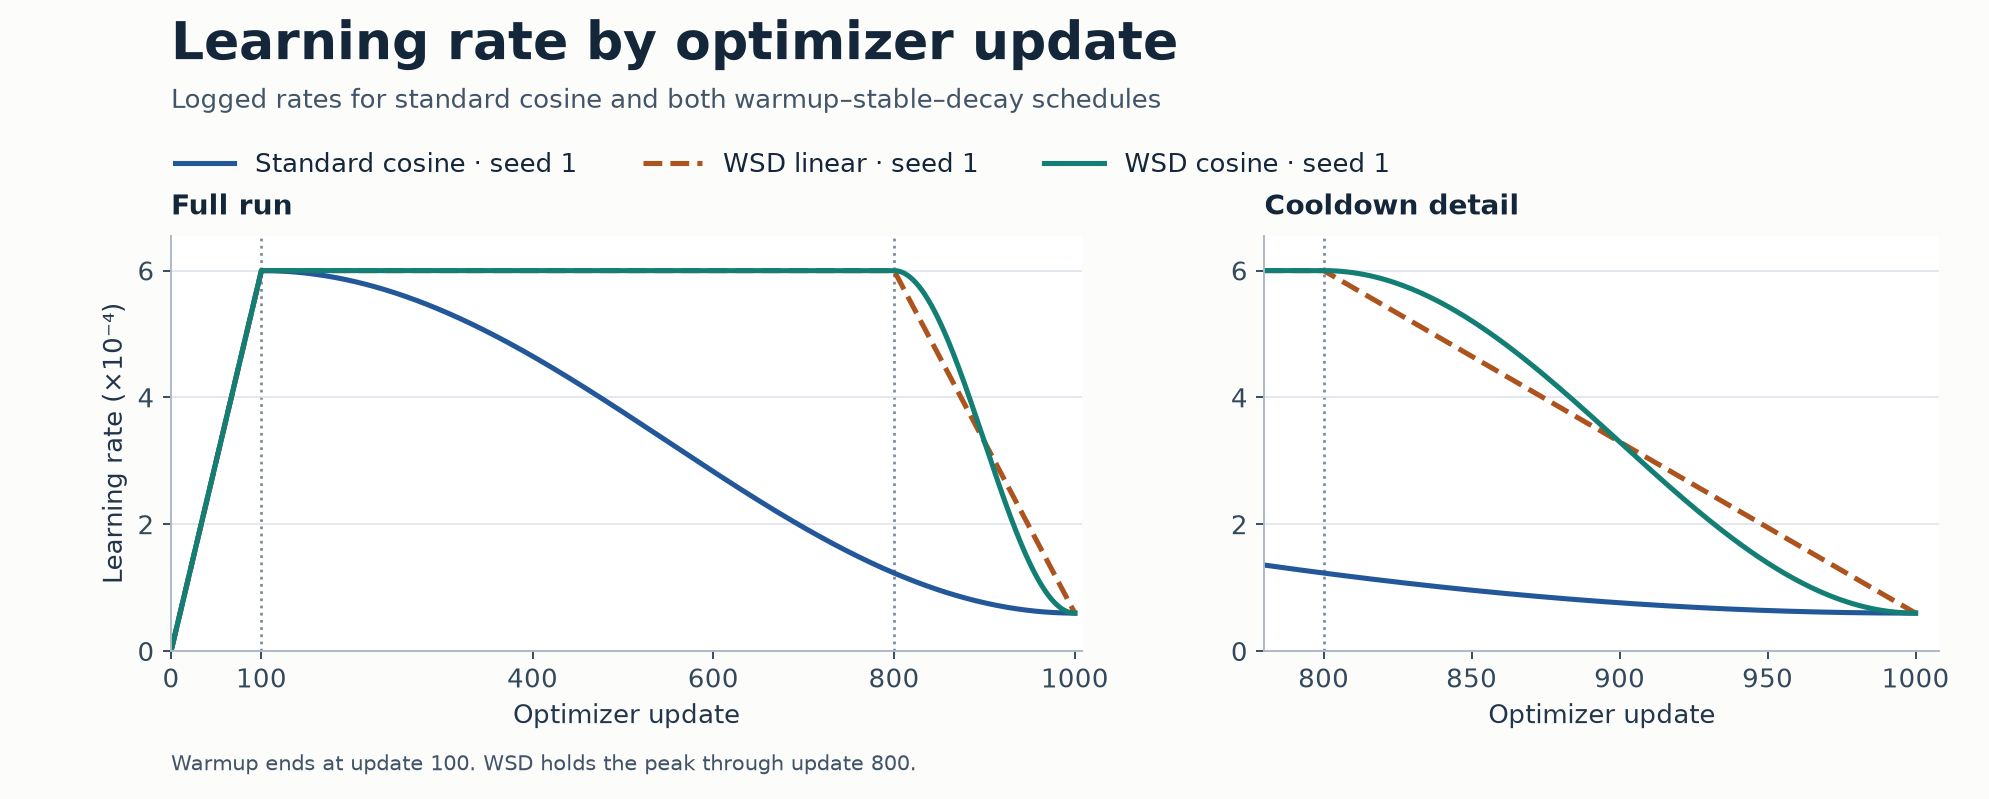 Learning rate by optimizer update
Logged rates for standard cosine and both warmup–stable–decay schedules
Standard cosine · seed 1
WSD linear · seed 1
WSD cosine · seed 1
Full run
Learning rate (×10⁻⁴)
6
4
2
0
0 100 400 600 800 1000
Optimizer update
Cooldown detail
6
4
2
0
800 850 900 950 1000
Optimizer update
Warmup ends at update 100. WSD holds the peak through update 800.